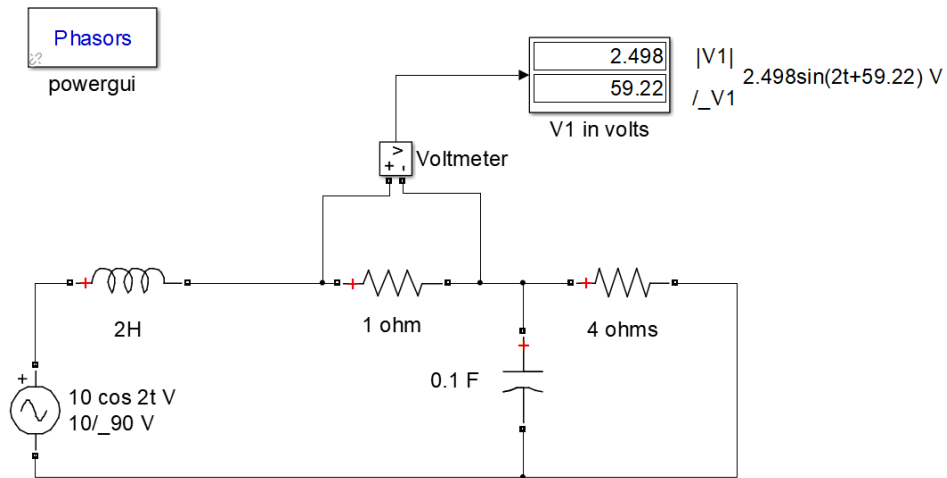 Phasors
powergui
2.498
|V1|
59.22
/_V1
2.498sin(2t+59.22) V
V1 in volts
V
+ -
Voltmeter
2H
1 ohm
4 ohms
0.1 F
10 cos 2t V
10/_90 V